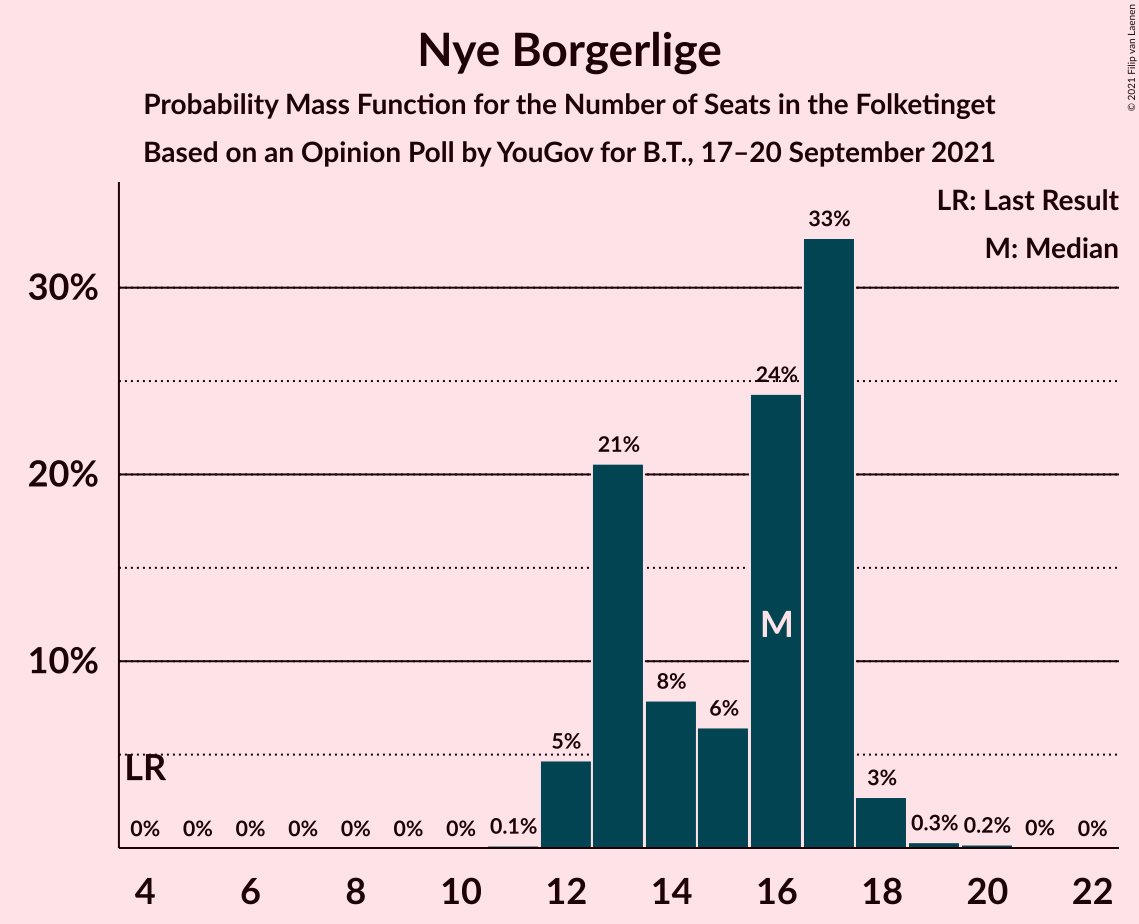 Nye Borgerlige
Probability Mass Function for the Number of Seats in the Folketinget
Based on an Opinion Poll by YouGov for B.T., 17–20 September 2021
© 2021 Filip van Laenen
LR: Last Result
M: Median
33%
30%
24%
21%
20%
M
10%
8%
6%
5%
LR
3%
0% 0% 0% 0% 0% 0% 0% 0.1% 0.3% 0.2% 0% 0%
4 6 8 10 12 14 16 18 20 22